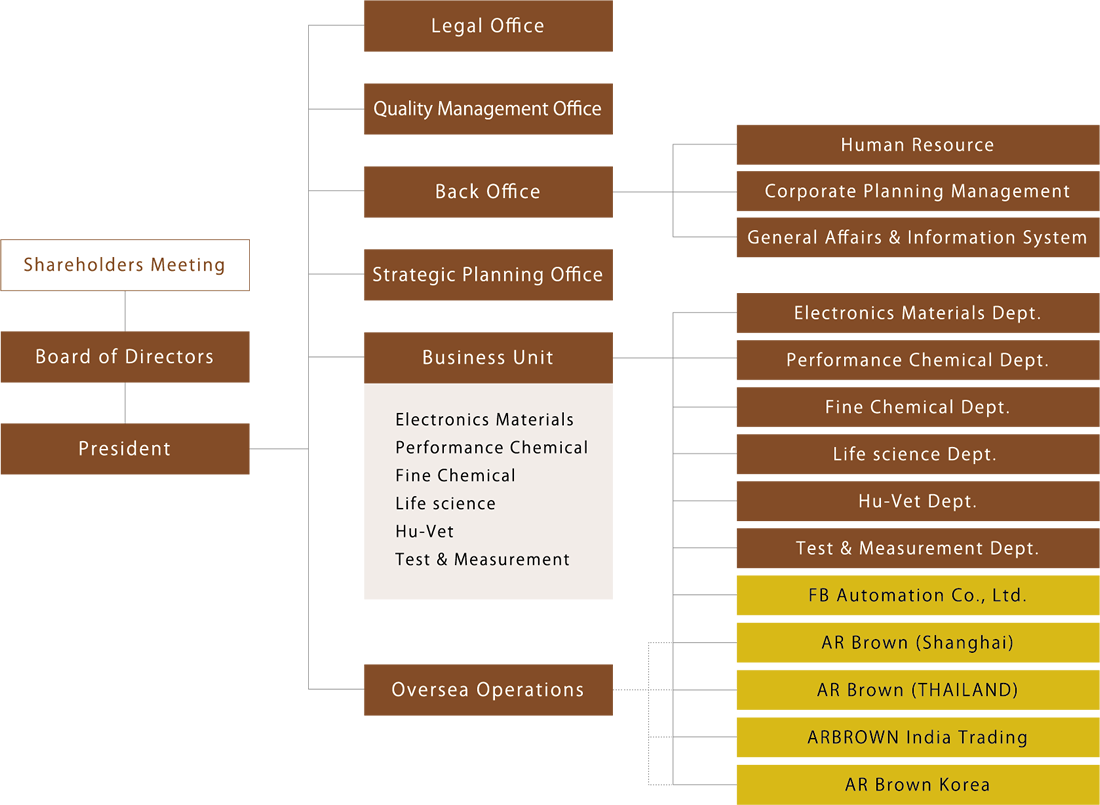 Shareholders Meeting
Board of Directors
President
Legal Office
Quality Management Office
Back Office
Strategic Planning Office
Business Unit
Electronics Materials
Performance Chemical
Fine Chemical
Life science
Hu-Vet
Test & Measurement
Oversea Operations
Human Resource
Corporate Planning Management
General Affairs & Information System
Electronics Materials Dept.
Performance Chemical Dept.
Fine Chemical Dept.
Life science Dept.
Hu-Vet Dept.
Test & Measurement Dept.
FB Automation Co., Ltd.
AR Brown (Shanghai)
AR Brown (THAILAND)
ARBROWN India Trading
AR Brown Korea